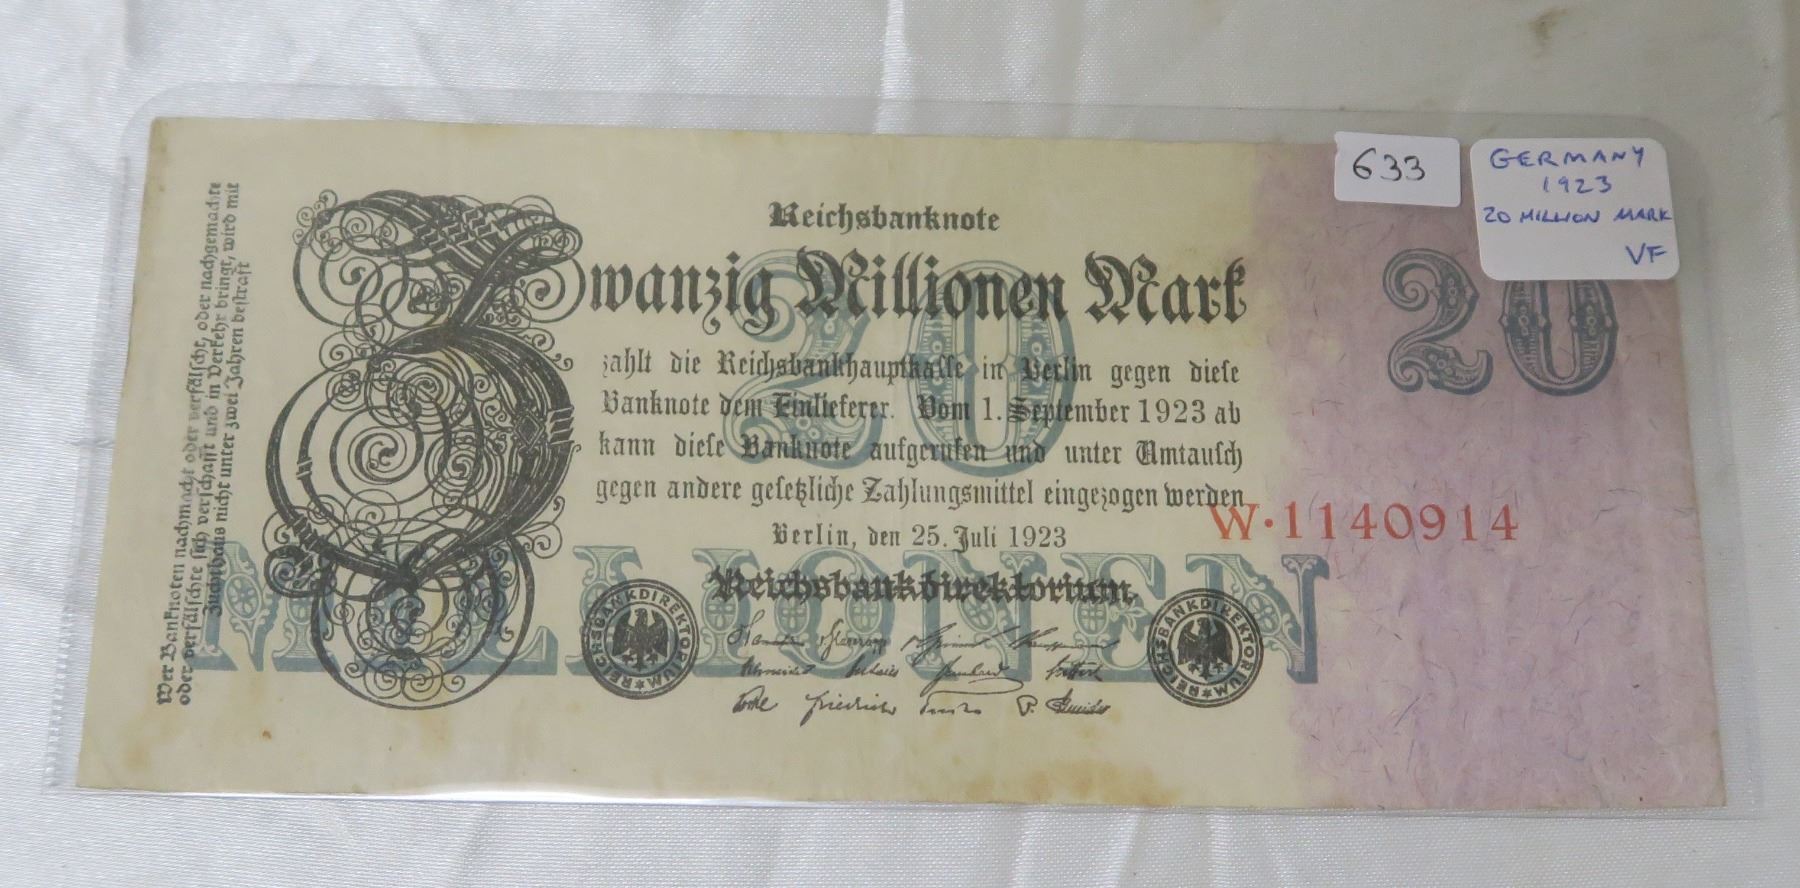 633
GERMANY
1923
20 MILLION MARK
VF
Reichsbanknote
Zwanzig Millionen Mark
20
20
zahlt die Reichsbankhauptkasse in Berlin gegen diese
Banknote dem Einlieferer. Vom 1. September 1923 ab
kann diese Banknote aufgerufen und unter Umtausch
gegen andere gesetzliche Zahlungsmittel eingezogen werden
Berlin, den 25. Juli 1923
W·1140914
Reichsbankdirektorium
MILLIONEN
REICHSBANKDIREKTORIUM
REICHSBANKDIREKTORIUM
Wer Banknoten nachmacht oder verfälscht, oder nachgemachte
oder verfälschte sich verschafft und in Verkehr bringt, wird mit
Zuchthaus nicht unter zwei Jahren bestraft